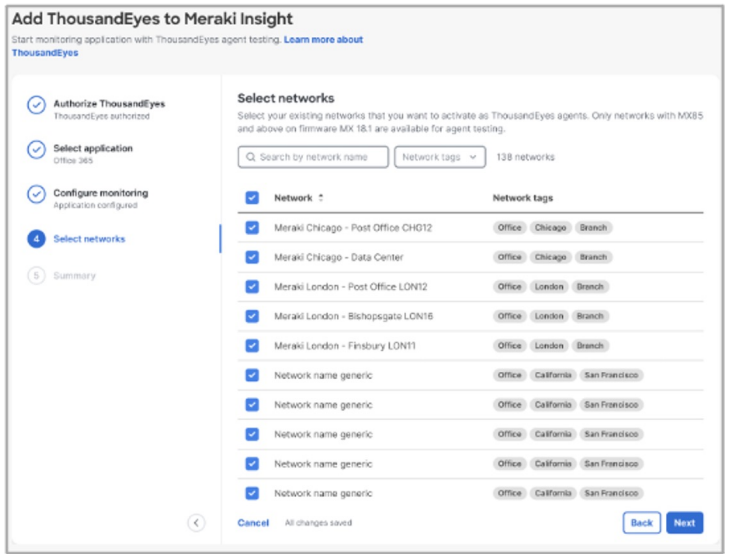 Add ThousandEyes to Meraki Insight
Start monitoring application with ThousandEyes agent testing. Learn more about
ThousandEyes
Authorize ThousandEyes
ThousandEyes authorized
Select application
Office 365
Configure monitoring
Application configured
4 Select networks
5 Summary
Select networks
Select your existing networks that you want to activate as ThousandEyes agents. Only networks with MX85
and above on firmware MX 18.1 are available for agent testing.
Search by network name Network tags 138 networks
Network Network tags
Meraki Chicago - Post Office CHG12 Office Chicago Branch
Meraki Chicago - Data Center Office Chicago Branch
Meraki London - Post Office LON12 Office London Branch
Meraki London - Bishopsgate LON16 Office London Branch
Meraki London - Finsbury LON11 Office London Branch
Network name generic Office California San Francisco
Network name generic Office California San Francisco
Network name generic Office California San Francisco
Network name generic Office California San Francisco
Network name generic Office California San Francisco
Cancel All changes saved Back Next